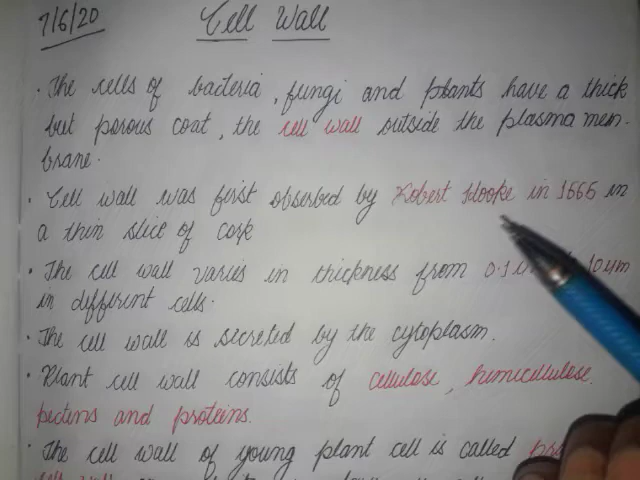 7/6/20
Cell Wall
· The cells of bacteria, fungi and plants have a thick
but porous coat, the cell wall outside the plasma mem-
brane.
· Cell wall was first observed by Robert Hooke in 1665 in
a thin slice of cork
· The cell wall varies in thickness from 0.1 10 µm
in different cells.
· The cell wall is secreted by the cytoplasm.
· Plant cell wall consists of cellulose, hemicellulose,
pectins and proteins.
· The cell wall of young plant cell is called